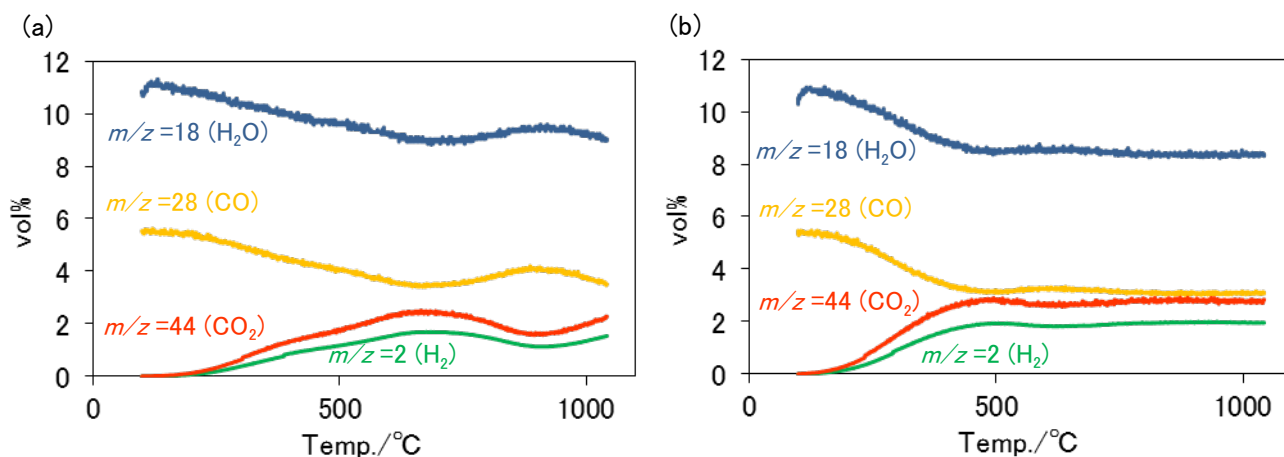 (a)
12
10
8
6
4
2
0
vol%
m/z =18 (H₂O)
m/z =28 (CO)
m/z =44 (CO₂)
m/z =2 (H₂)
0
500
1000
Temp./°C
(b)
12
10
8
6
4
2
0
vol%
m/z =18 (H₂O)
m/z =28 (CO)
m/z =44 (CO₂)
m/z =2 (H₂)
0
500
1000
Temp./°C